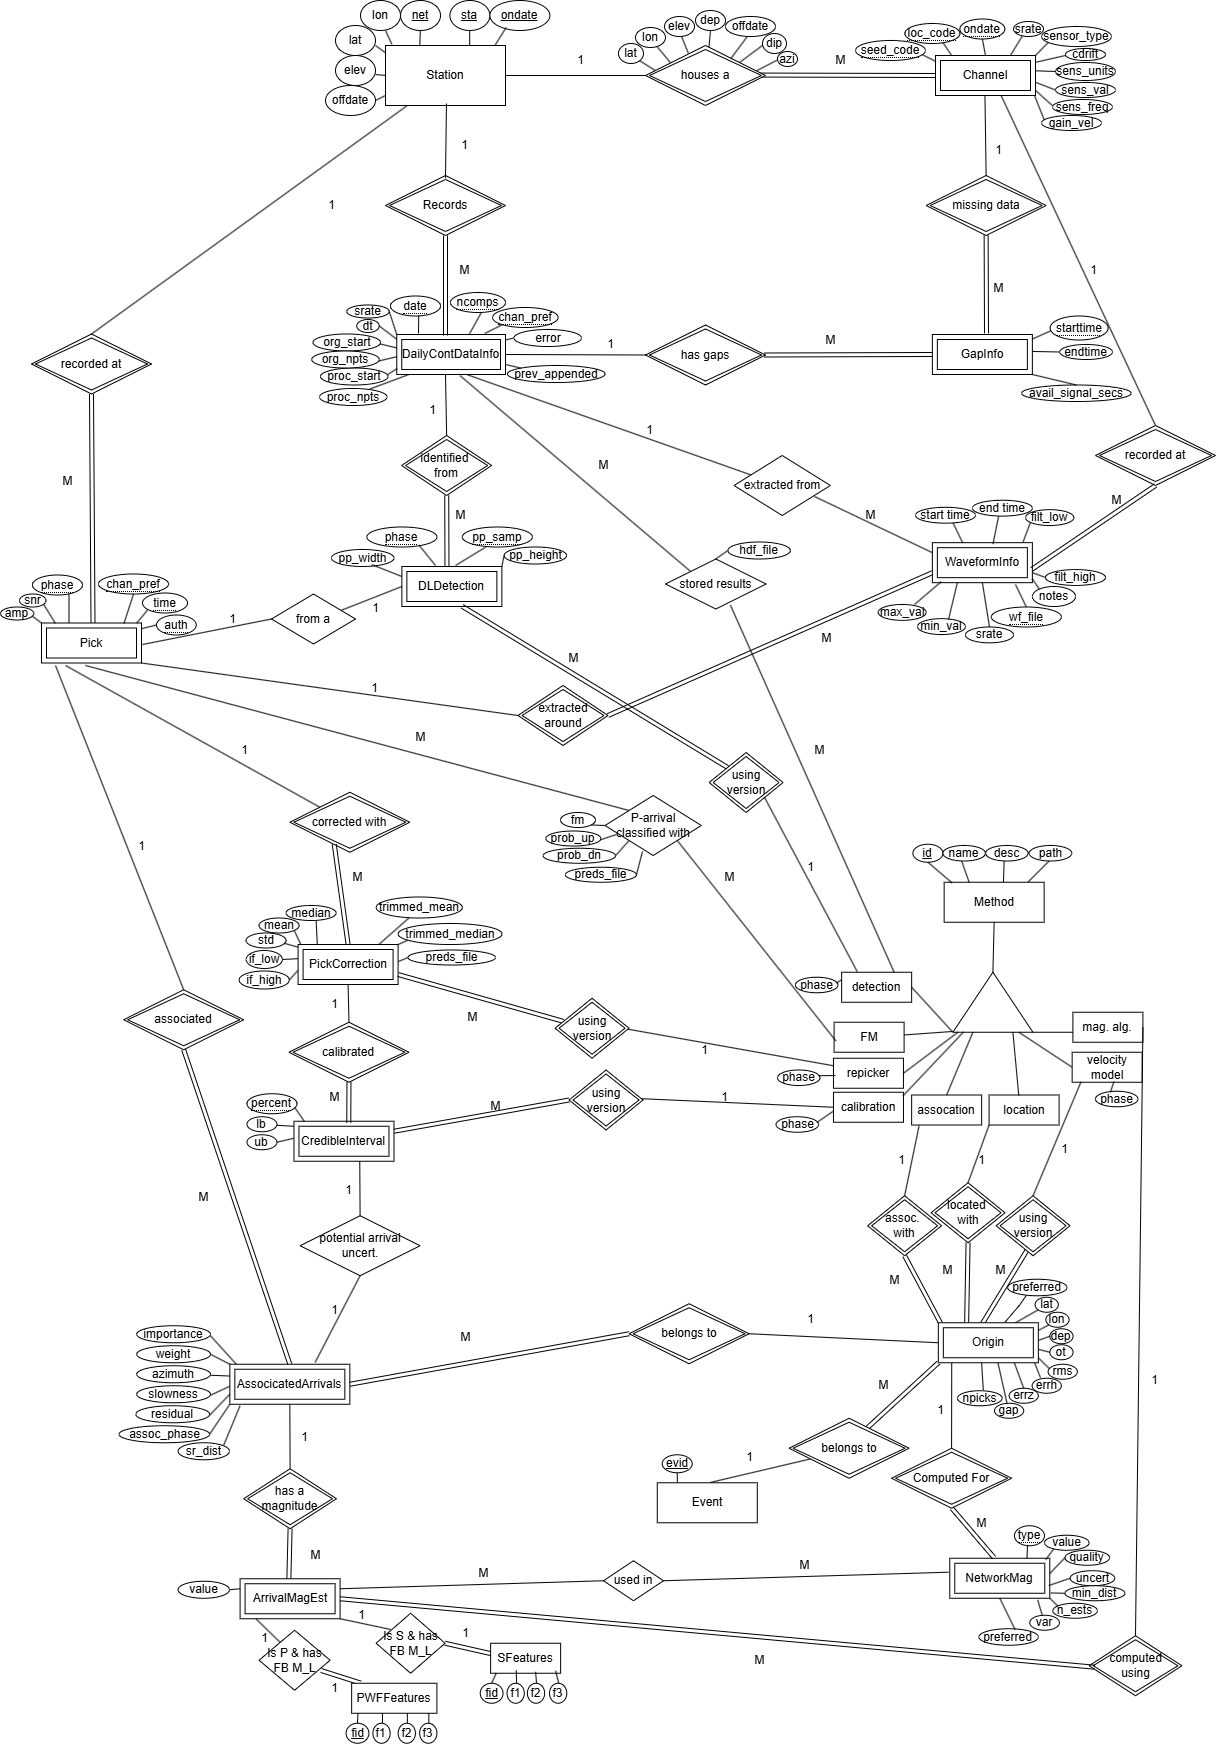 lon
net
sta
ondate
lat
elev
offdate
Station
1
lat
lon
elev
dep
offdate
dip
azi
houses a
M
seed_code
loc_code
ondate
srate
sensor_type
cdrift
sens_units
sens_val
sens_freq
gain_vel
Channel
1
Records
M
1
missing data
M
1
1
recorded at
M
srate
date
ncomps
chan_pref
dt
org_start
org_npts
proc_start
proc_npts
error
prev_appended
DailyContDataInfo
1
has gaps
M
GapInfo
starttime
endtime
avail_signal_secs
1
identified
from
M
M
1
extracted from
M
recorded at
M
start time
end time
filt_low
filt_high
notes
wf_file
srate
min_val
max_val
WaveformInfo
phase
pp_samp
pp_width
pp_height
DLDetection
hdf_file
stored results
M
phase
chan_pref
snr
amp
time
auth
Pick
1
from a
1
1
extracted
around
M
M
using
version
1
M
P-arrival
classified with
fm
prob_up
prob_dn
preds_file
M
1
corrected with
M
1
id
name
desc
path
Method
median
mean
std
if_low
if_high
trimmed_mean
trimmed_median
preds_file
PickCorrection
phase
detection
M
using
version
1
FM
phase
repicker
phase
calibration
assocation
location
mag. alg.
velocity
model
phase
associated
M
1
calibrated
M
percent
lb
ub
CredibleInterval
M
using
version
1
1
assoc.
with
M
1
located
with
M
1
using
version
M
1
potential arrival
uncert.
1
preferred
lat
lon
dep
ot
rms
errh
errz
gap
npicks
Origin
importance
weight
azimuth
slowness
residual
assoc_phase
sr_dist
AssocicatedArrivals
M
belongs to
1
M
belongs to
1
evid
Event
1
Computed For
M
1
1
has a
magnitude
M
value
ArrivalMagEst
M
used in
M
type
value
quality
uncert
min_dist
n_ests
var
preferred
NetworkMag
M
computed
using
1
Is P & has
FB M_L
1
1
Is S & has
FB M_L
1
SFeatures
fid
f1
f2
f3
PWFFeatures
fid
f1
f2
f3